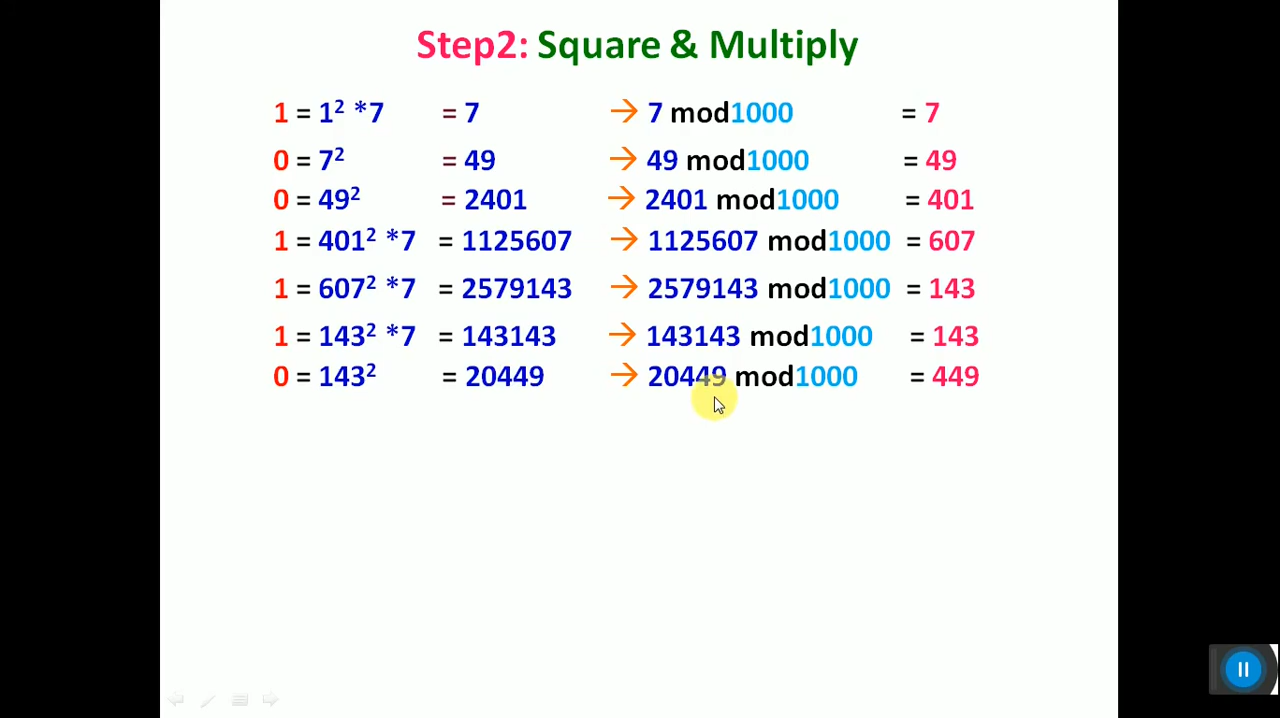 Step2: Square & Multiply
1 = 1² *7 = 7 → 7 mod1000 = 7
0 = 7² = 49 → 49 mod1000 = 49
0 = 49² = 2401 → 2401 mod1000 = 401
1 = 401² *7 = 1125607 → 1125607 mod1000 = 607
1 = 607² *7 = 2579143 → 2579143 mod1000 = 143
1 = 143² *7 = 143143 → 143143 mod1000 = 143
0 = 143² = 20449 → 20449 mod1000 = 449